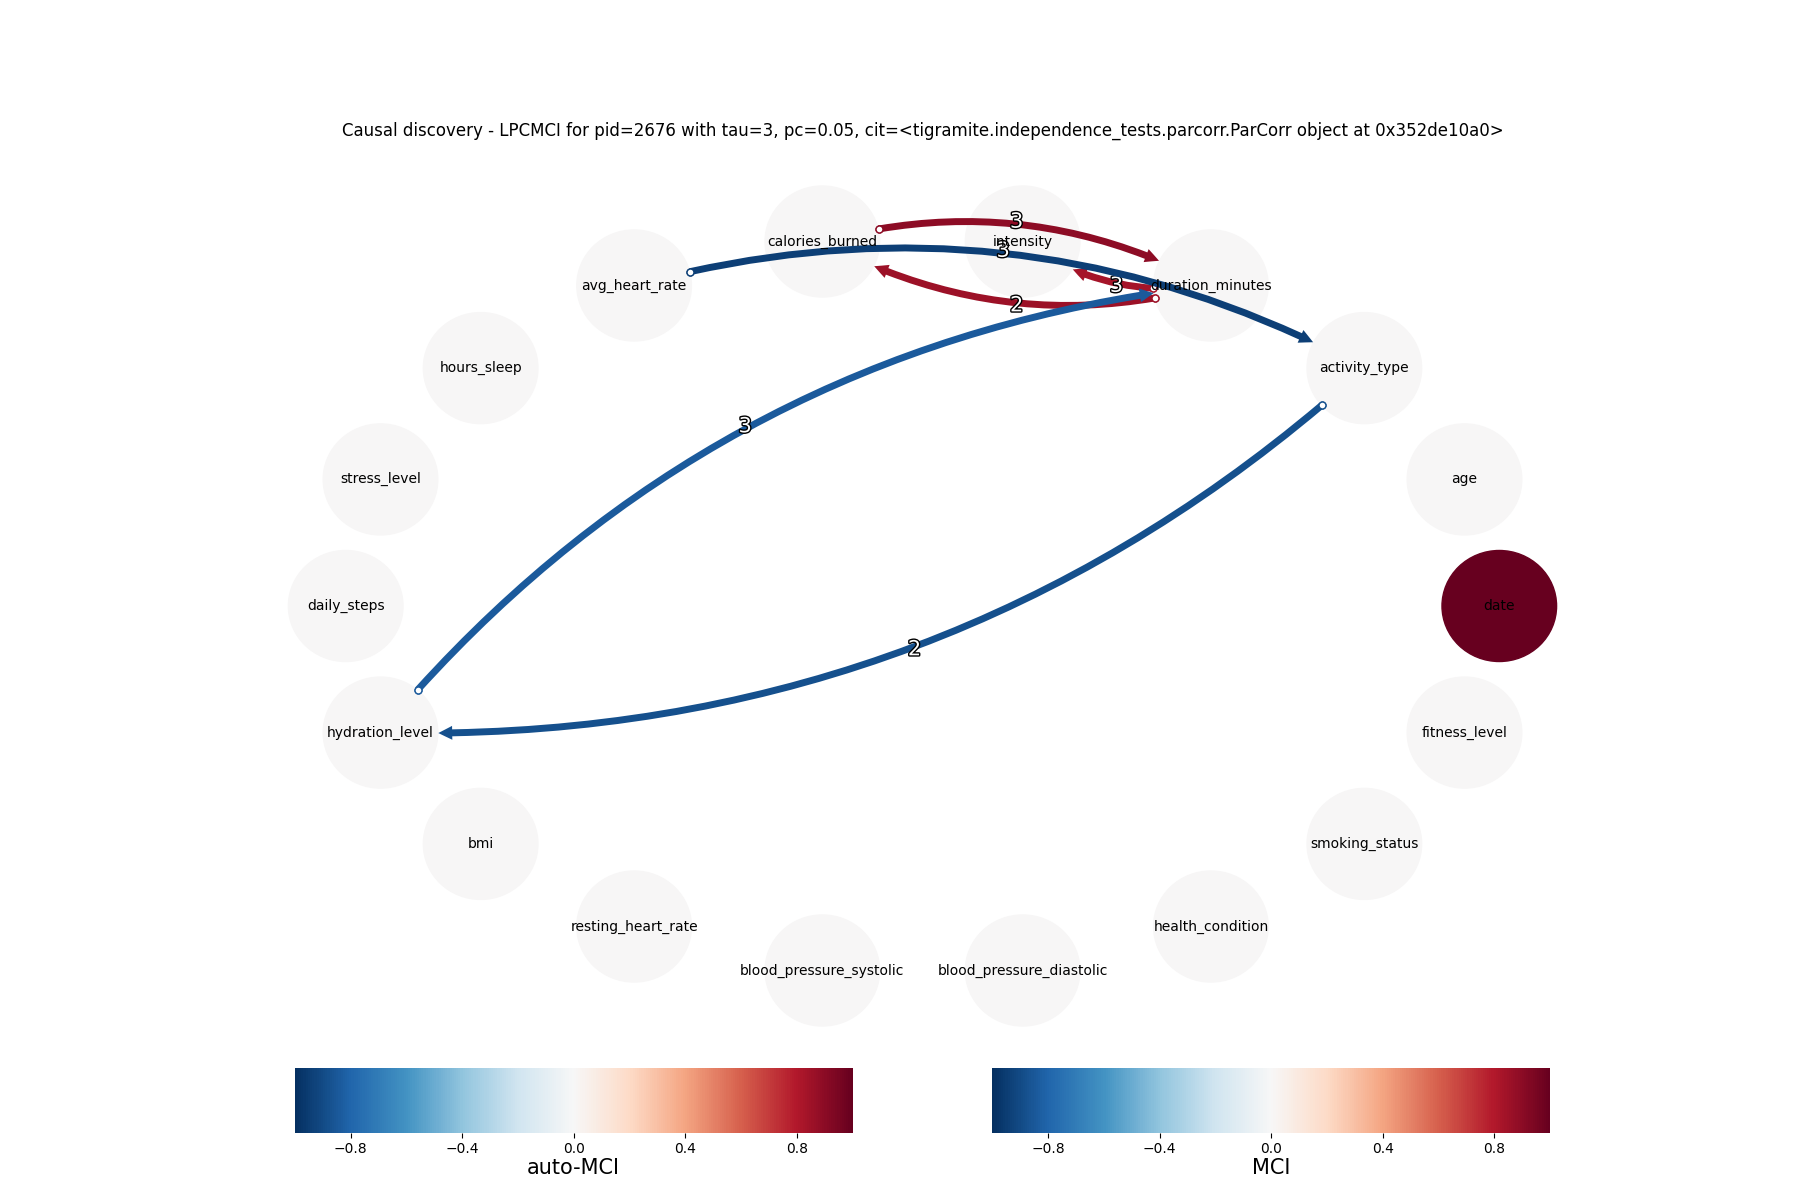 Causal discovery - LPCMCI for pid=2676 with tau=3, pc=0.05, cit=<tigramite.independence_tests.parcorr.ParCorr object at 0x352de10a0>
3
calories_burned intensity
3
avg_heart_rate 3 duration_minutes
2
hours_sleep activity_type
3
stress_level age
daily_steps date
2
hydration_level fitness_level
bmi smoking_status
resting_heart_rate health_condition
blood_pressure_systolic blood_pressure_diastolic
−0.8 −0.4 0.0 0.4 0.8 −0.8 −0.4 0.0 0.4 0.8
auto-MCI MCI